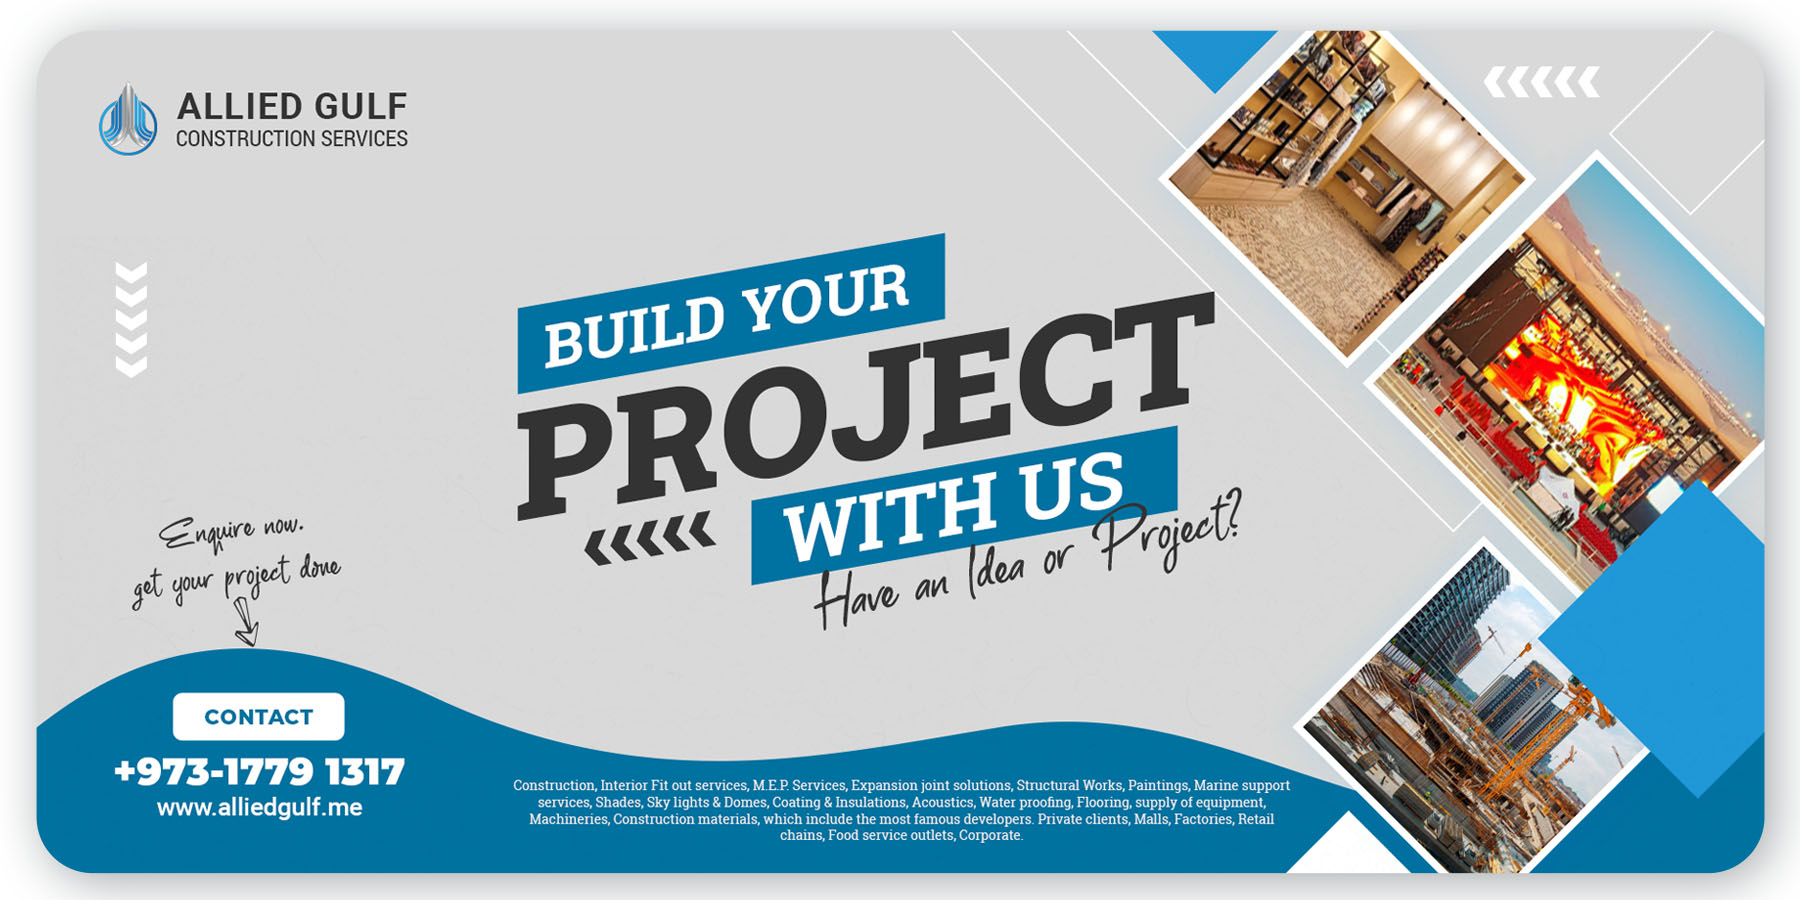 ALLIED GULF
CONSTRUCTION SERVICES
BUILD YOUR
PROJECT
WITH US
Have an Idea or Project?
Enquire now.
get your project done
CONTACT
+973-1779 1317
www.alliedgulf.me
Construction, Interior Fit out services, M.E.P. Services, Expansion joint solutions, Structural Works, Paintings, Marine support
services, Shades, Sky lights & Domes, Coating & Insulations, Acoustics, Water proofing, Flooring, supply of equipment,
Machineries, Construction materials, which include the most famous developers. Private clients, Malls, Factories, Retail
chains, Food service outlets, Corporate.